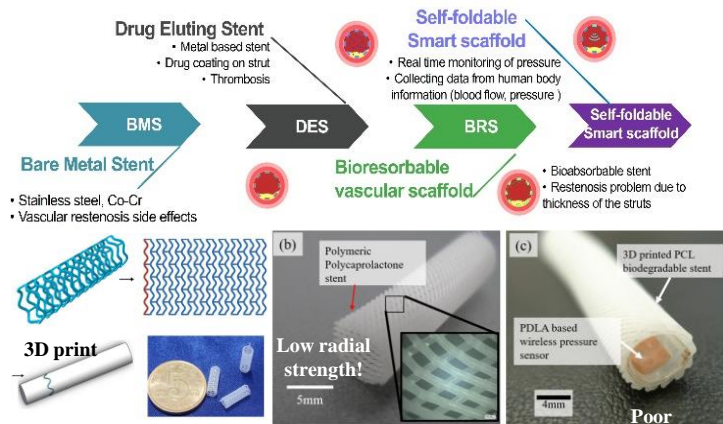 Drug Eluting Stent
• Metal based stent
• Drug coating on strut
• Thrombosis
Self-foldable
Smart scaffold
• Real time monitoring of pressure
• Collecting data from human body
information (blood flow, pressure )
BMS
DES
BRS
Self-foldable
Smart scaffold
Bare Metal Stent
• Stainless steel, Co-Cr
• Vascular restenosis side effects
Bioresorbable
vascular scaffold
• Bioabsorbable stent
• Restenosis problem due to
thickness of the struts
3D print
(b)
Polymeric
Polycaprolactone
stent
Low radial
strength!
5mm
(c)
3D printed PCL
biodegradable stent
PDLA based
wireless pressure
sensor
4mm
Poor